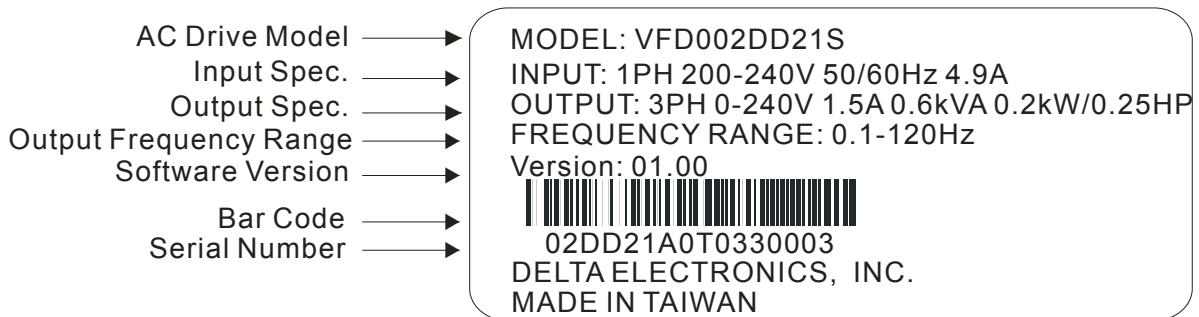 AC Drive Model
MODEL: VFD002DD21S
Input Spec.
INPUT: 1PH 200-240V 50/60Hz 4.9A
Output Spec.
OUTPUT: 3PH 0-240V 1.5A 0.6kVA 0.2kW/0.25HP
Output Frequency Range
FREQUENCY RANGE: 0.1-120Hz
Software Version
Version: 01.00
Bar Code
Serial Number
02DD21A0T0330003
DELTA ELECTRONICS, INC.
MADE IN TAIWAN